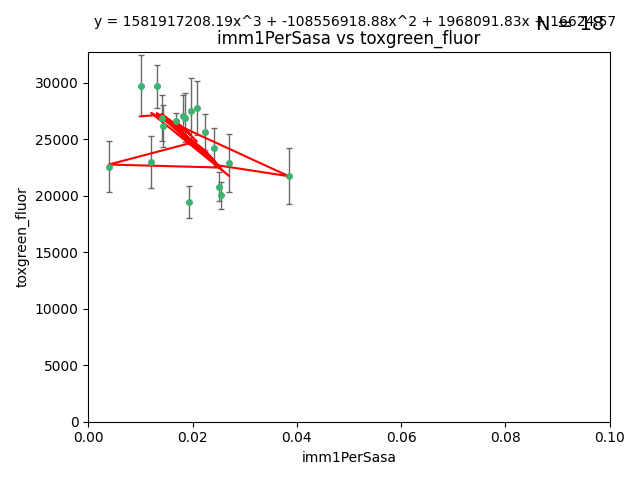 y = 1581917208.19x^3 + -108556918.88x^2 + 1968091.83x + 16624.57
N = 18
imm1PerSasa vs toxgreen_fluor
30000
25000
20000
15000
10000
5000
0
toxgreen_fluor
0.00 0.02 0.04 0.06 0.08 0.10
imm1PerSasa